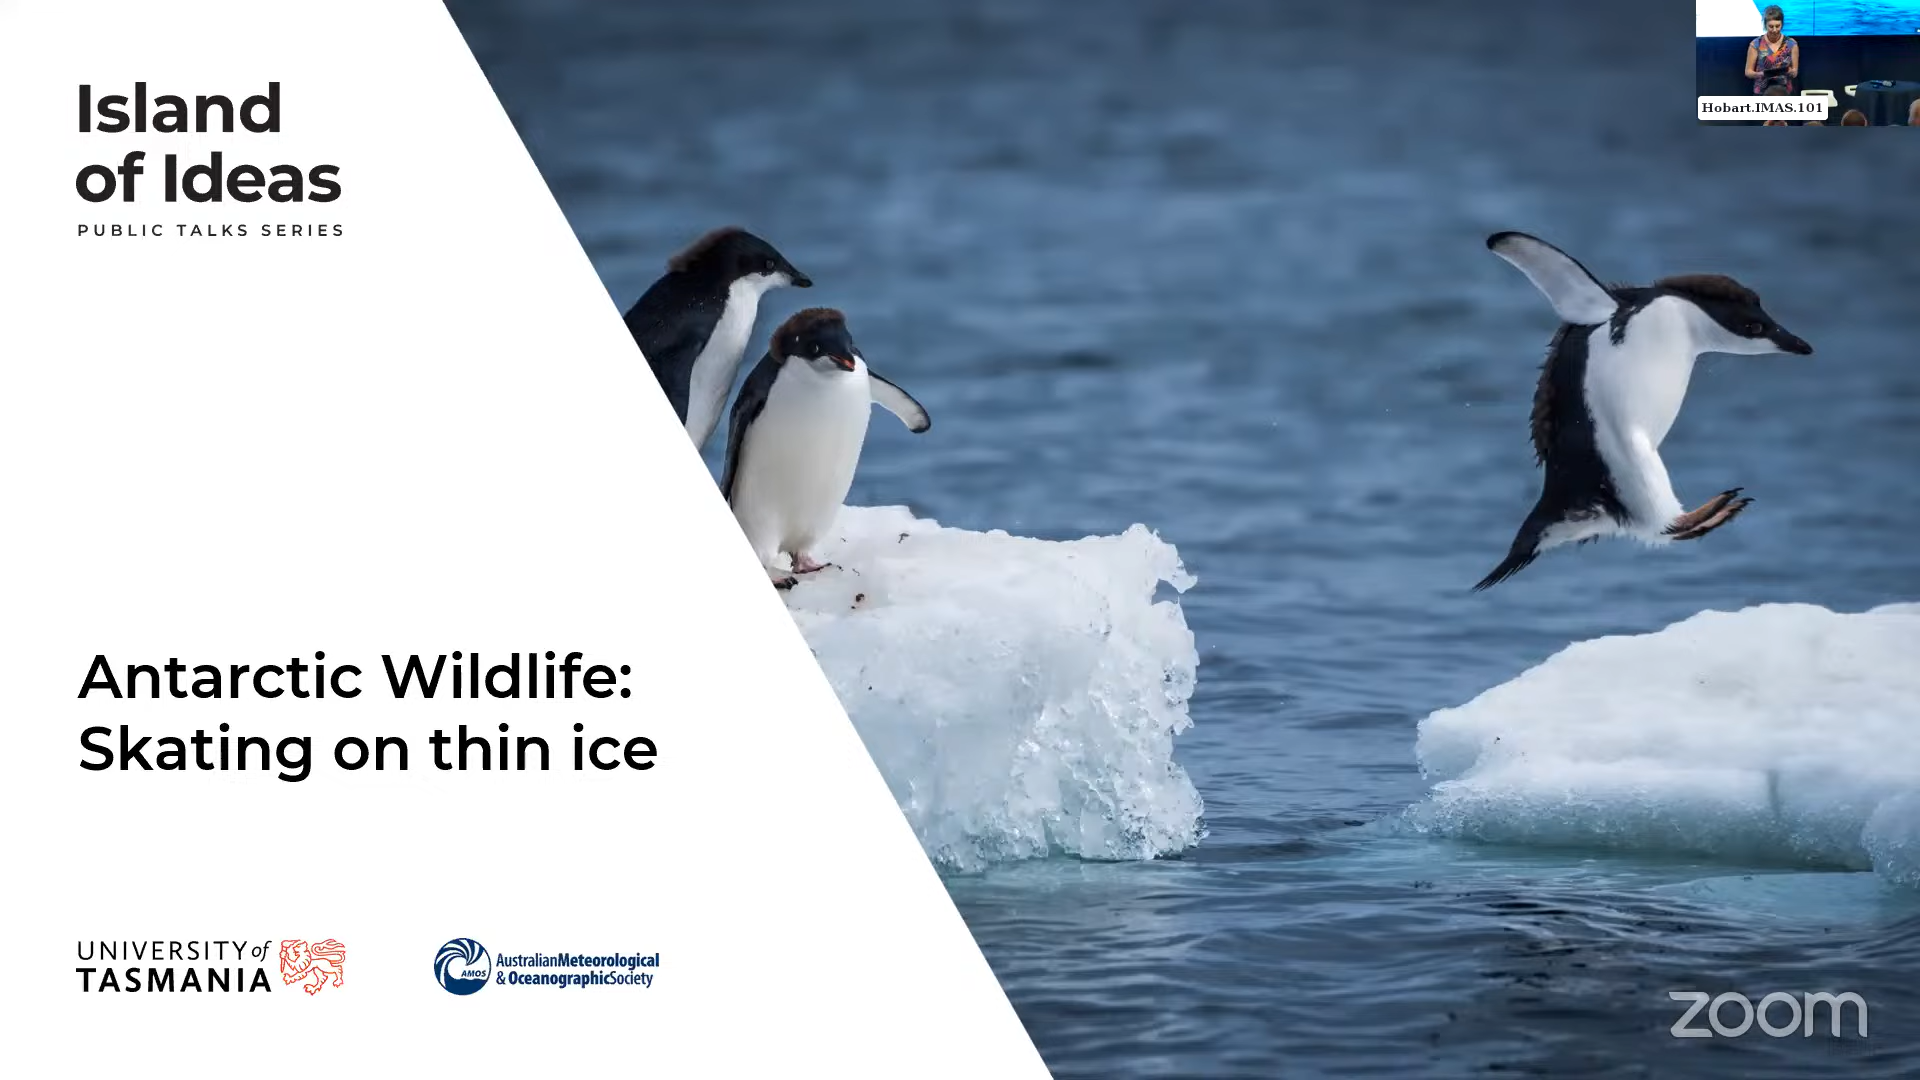 Island
of Ideas
PUBLIC TALKS SERIES
Hobart.IMAS.101
Antarctic Wildlife:
Skating on thin ice
UNIVERSITY of
TASMANIA
AMOS
AustralianMeteorological
& OceanographicSociety
zoom